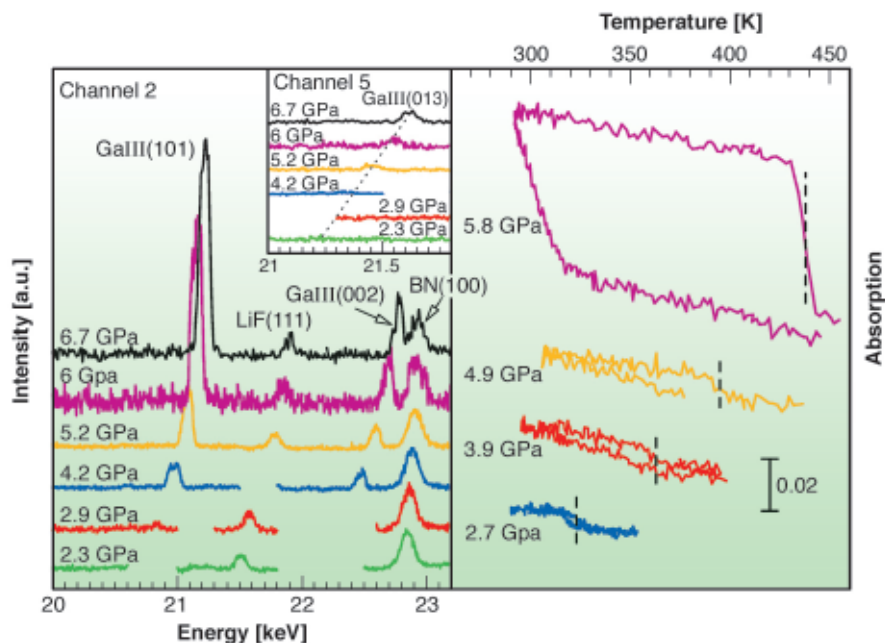 Temperature [K]
300 350 400 450
Channel 2
Channel 5
GaIII(013)
6.7 GPa
6 GPa
5.2 GPa
4.2 GPa
2.9 GPa
2.3 GPa
21 21.5
GaIII(101)
GaIII(002)
BN(100)
LiF(111)
6.7 GPa
6 Gpa
5.2 GPa
4.2 GPa
2.9 GPa
2.3 GPa
20 21 22 23
Energy [keV]
Intensity [a.u.]
5.8 GPa
4.9 GPa
3.9 GPa
2.7 Gpa
0.02
Absorption